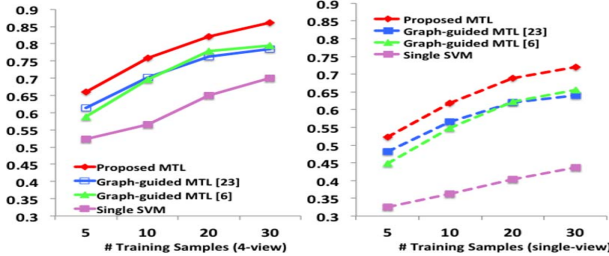 0.9
0.85
0.8
0.75
0.7
0.65
0.6
0.55
0.5
0.45
0.4
0.35
0.3
Proposed MTL
Graph-guided MTL [23]
Graph-guided MTL [6]
Single SVM
5 10 20 30
# Training Samples (4-view)
0.9
0.85
0.8
0.75
0.7
0.65
0.6
0.55
0.5
0.45
0.4
0.35
0.3
Proposed MTL
Graph-guided MTL [23]
Graph-guided MTL [6]
Single SVM
5 10 20 30
# Training Samples (single-view)